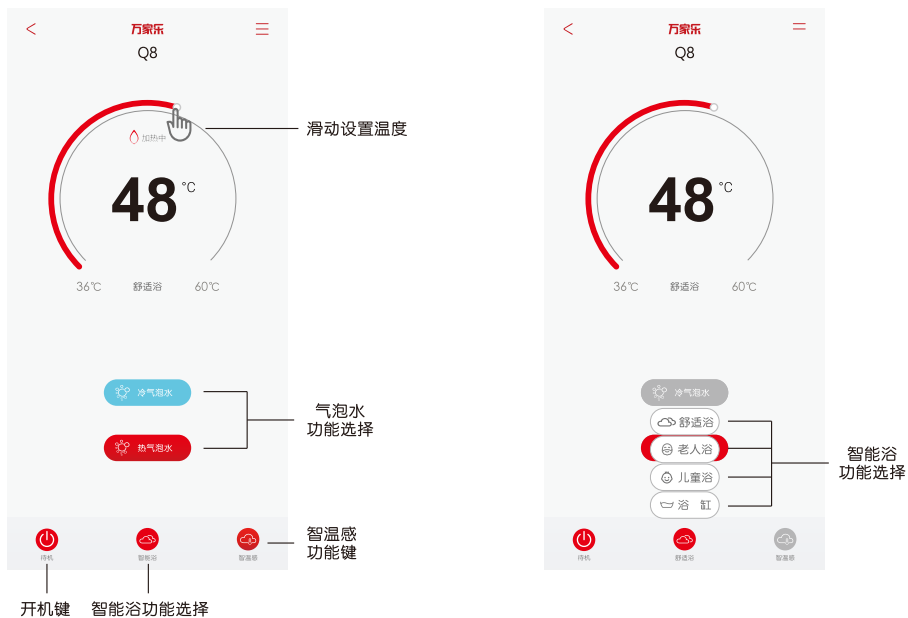 万家乐
Q8
滑动设置温度
加热中
48 °C
36℃ 舒适浴 60℃
冷气泡水
热气泡水
气泡水
功能选择
待机
智能浴
智温感
智温感
功能键
开机键
智能浴功能选择
万家乐
Q8
48 °C
36℃ 舒适浴 60℃
冷气泡水
舒适浴
老人浴
儿童浴
浴 缸
智能浴
功能选择
待机
舒适浴
智温感